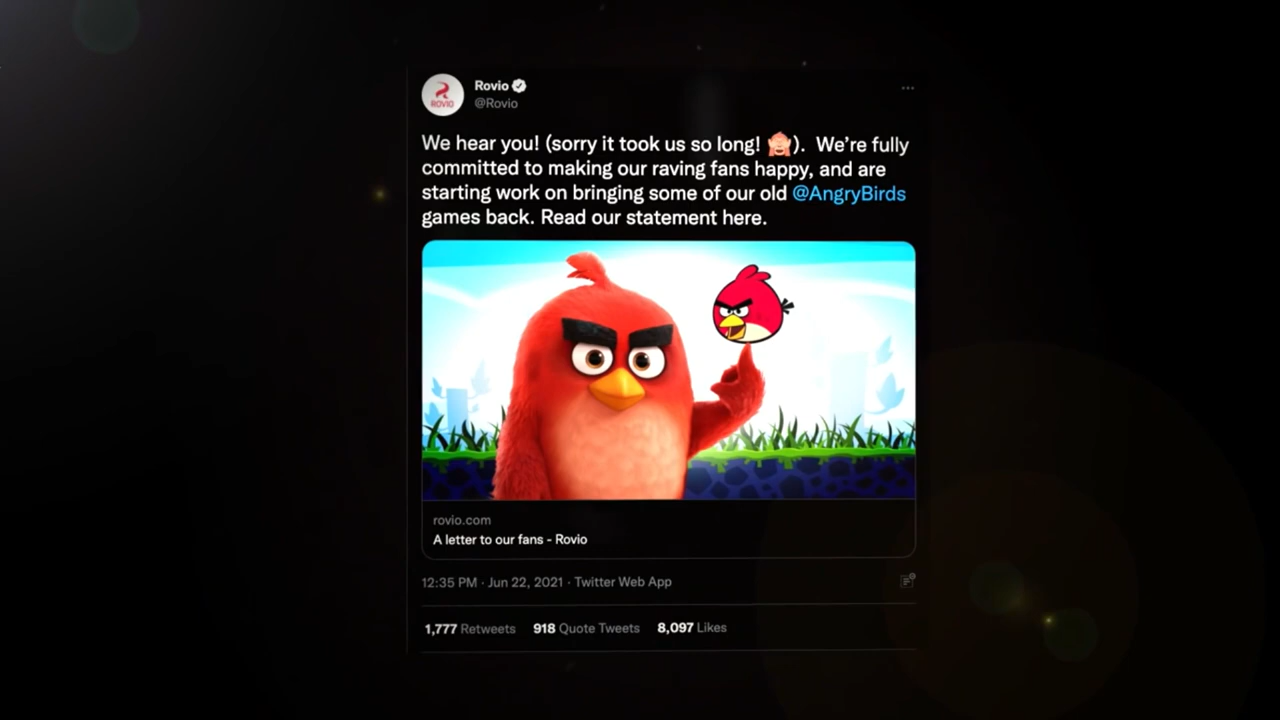 Rovio
@Rovio
ROVIO
We hear you! (sorry it took us so long! 🙈).  We're fully
committed to making our raving fans happy, and are
starting work on bringing some of our old @AngryBirds
games back. Read our statement here.
rovio.com
A letter to our fans - Rovio
12:35 PM · Jun 22, 2021 · Twitter Web App
1,777 Retweets 918 Quote Tweets 8,097 Likes